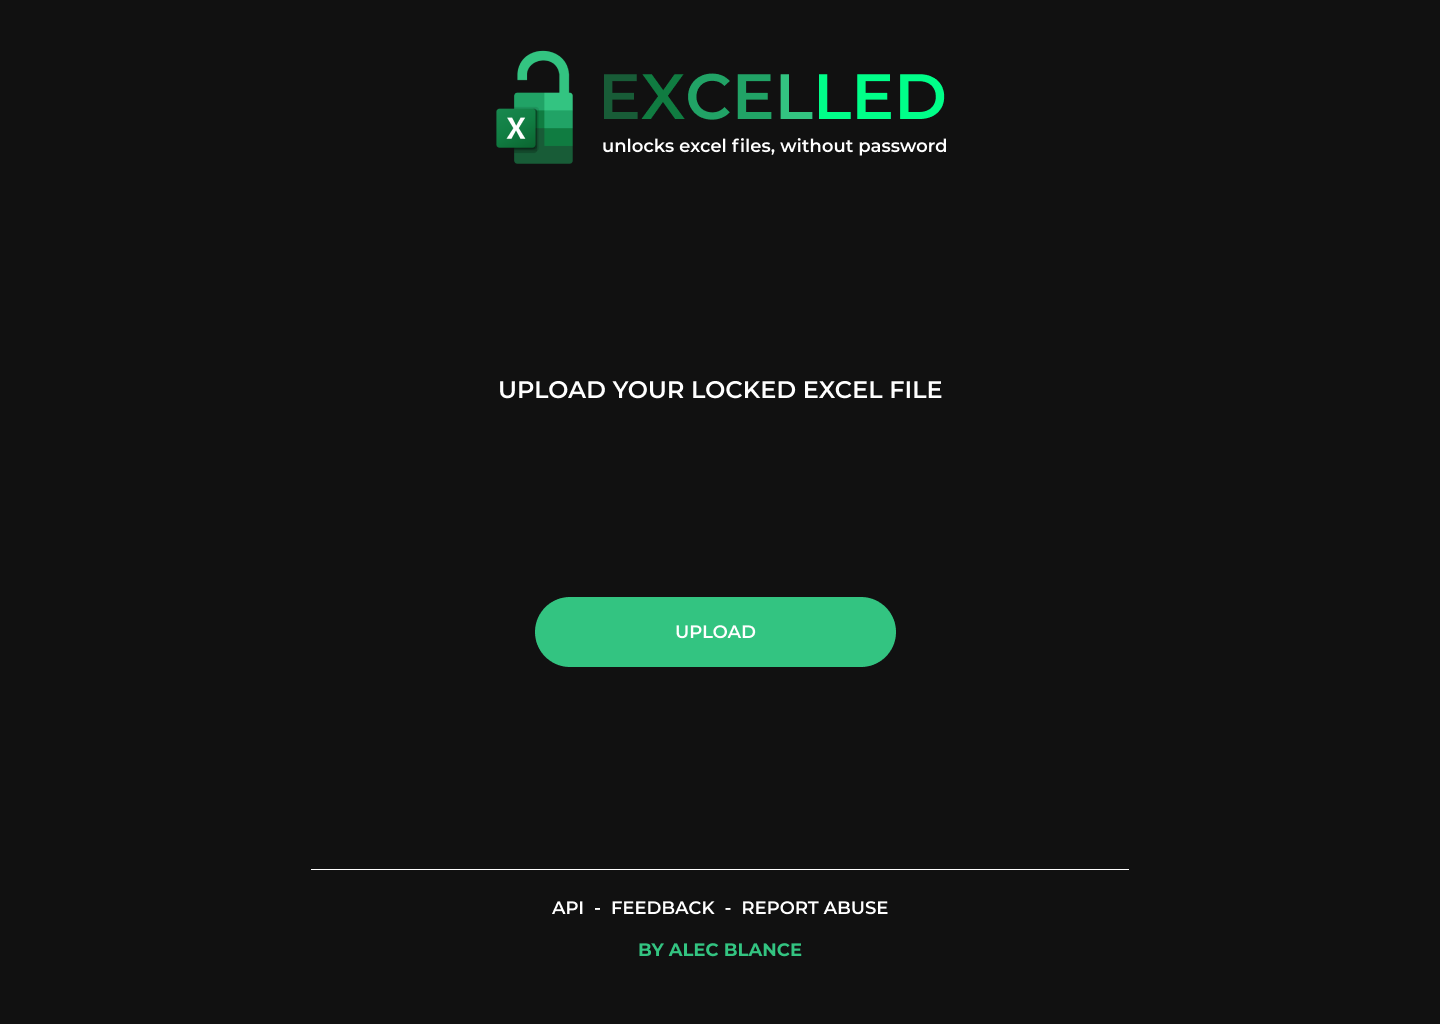 X
EXCELLED
unlocks excel files, without password
UPLOAD YOUR LOCKED EXCEL FILE
UPLOAD
API - FEEDBACK - REPORT ABUSE
BY ALEC BLANCE